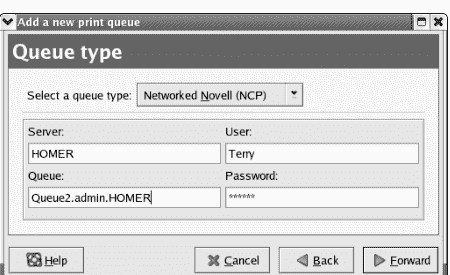 Add a new print queue
Queue type
Select a queue type: Networked Novell (NCP)
Server: User:
HOMER Terry
Queue: Password:
Queue2.admin.HOMER ******
Help Cancel Back Forward